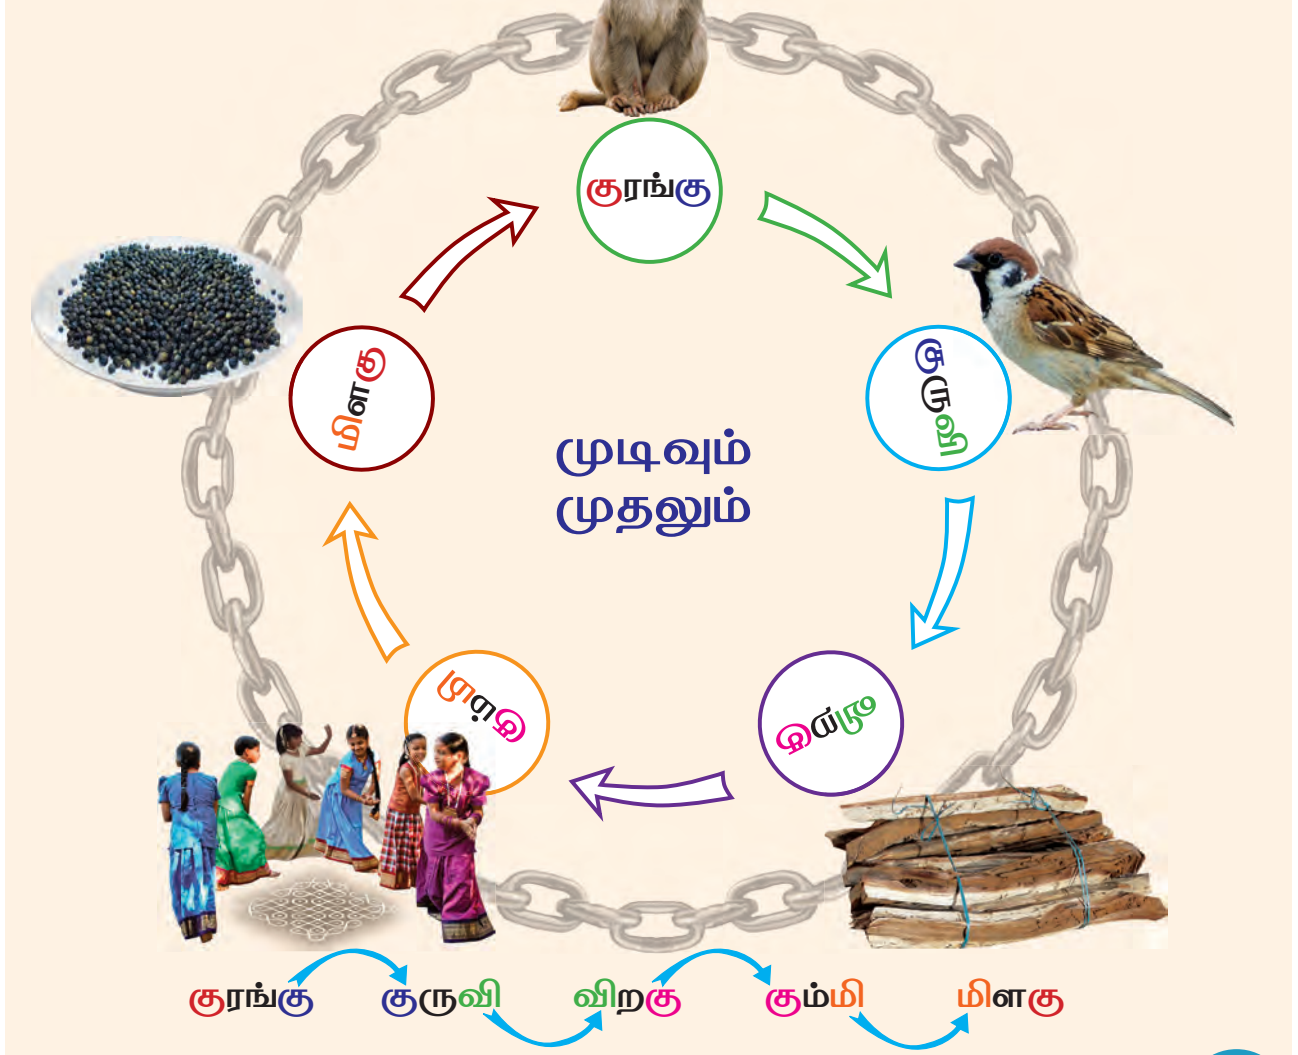 குரங்கு
குருவி
விறகு
கும்மி
மிளகு
முடிவும்
முதலும்
குரங்கு குருவி விறகு கும்மி மிளகு